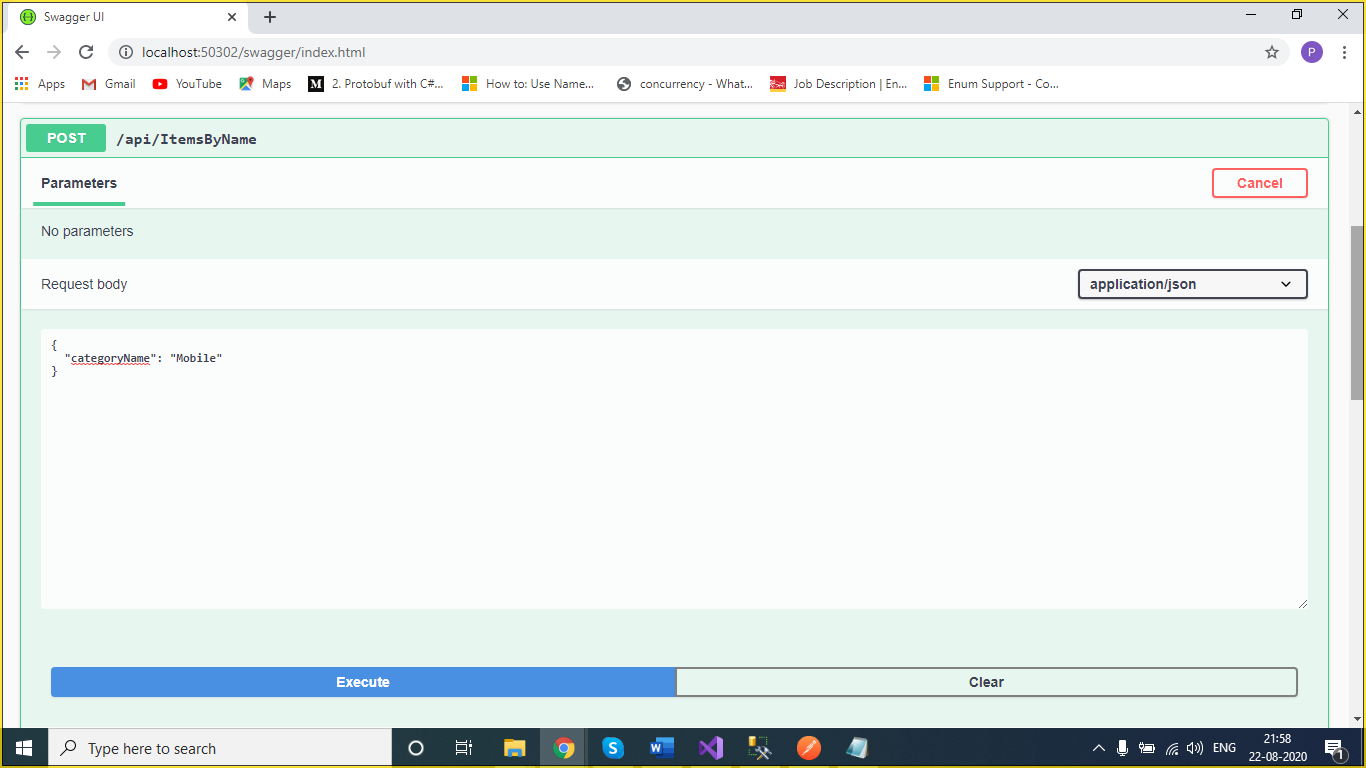 Swagger UI
localhost:50302/swagger/index.html
P
Apps Gmail YouTube Maps M 2. Protobuf with C#... How to: Use Name... concurrency - What... Job Description | En... Enum Support - Co...
POST /api/ItemsByName
Parameters Cancel
No parameters
Request body application/json
{
"categoryName": "Mobile"
}
Execute Clear
Type here to search S W ENG 21:58
22-08-2020 1